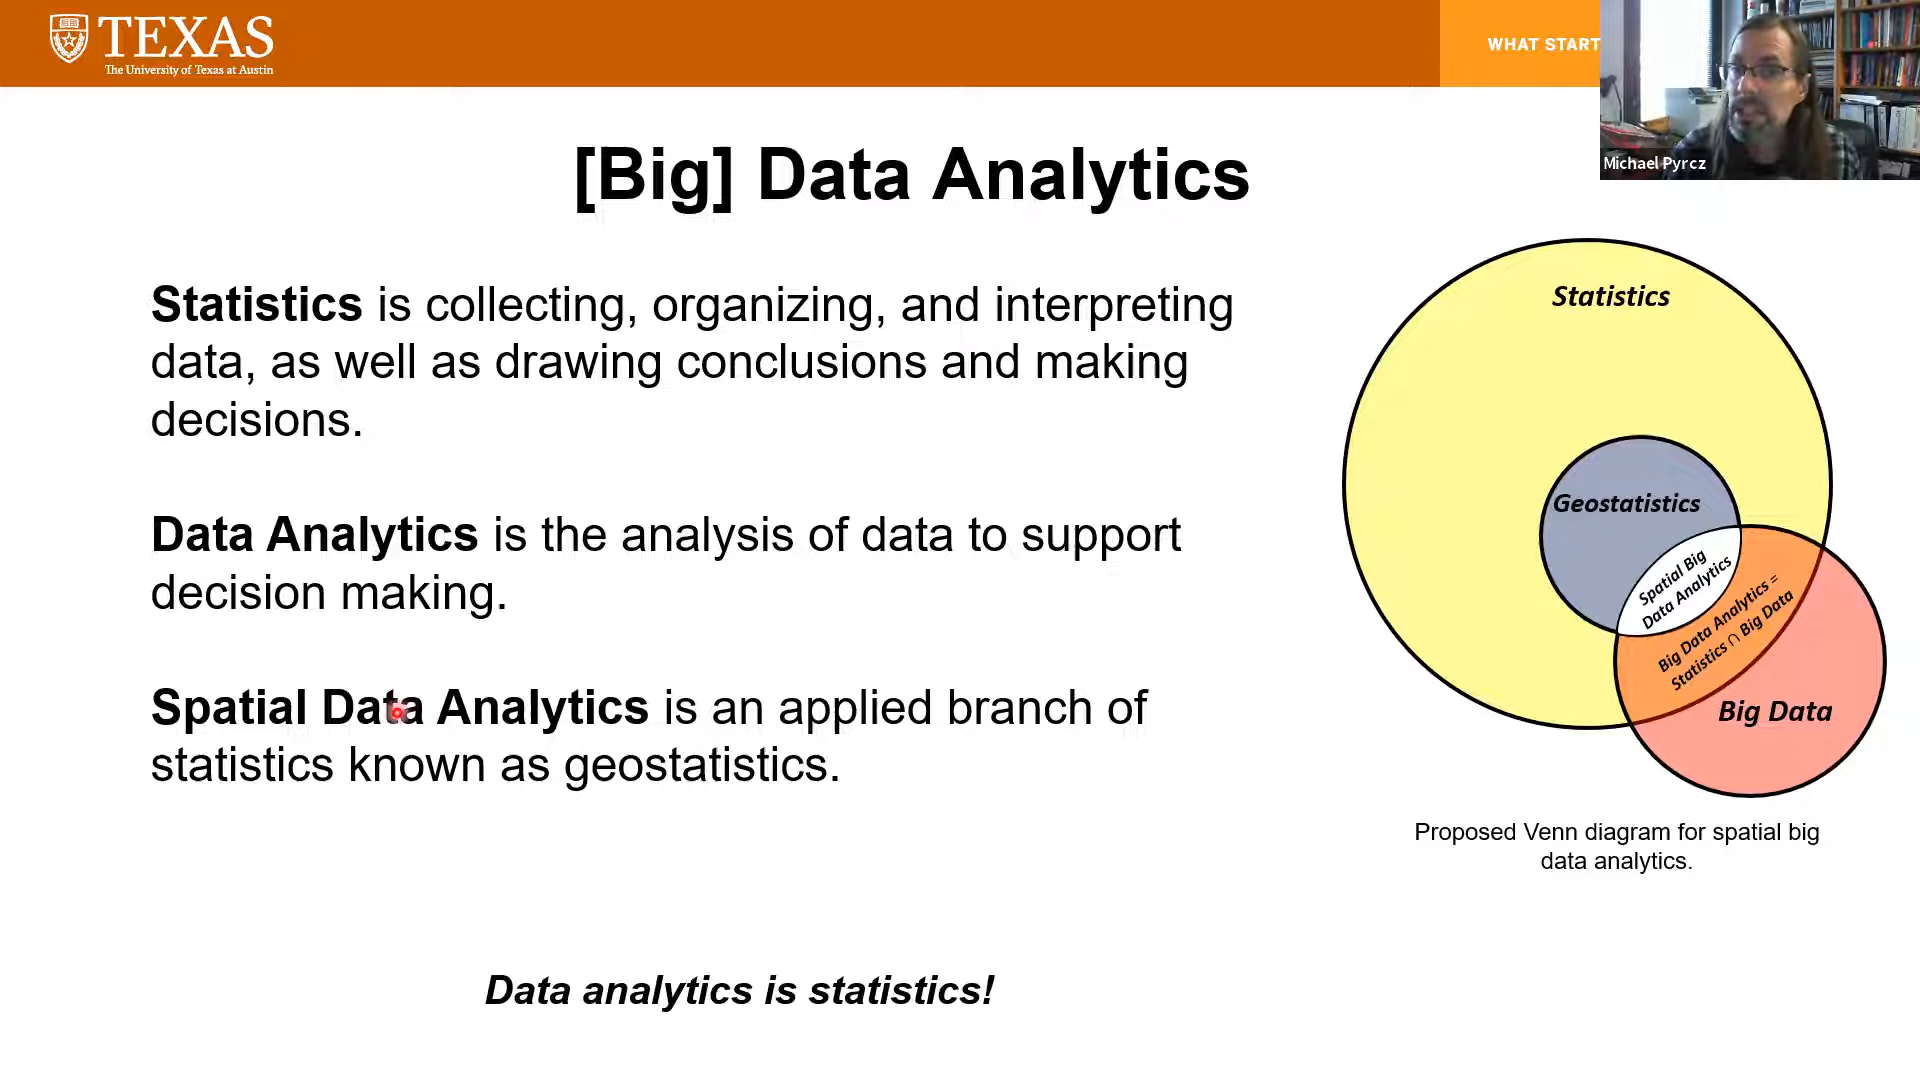 TEXAS
The University of Texas at Austin
WHAT START
Michael Pyrcz
[Big] Data Analytics
Statistics is collecting, organizing, and interpreting
data, as well as drawing conclusions and making
decisions.
Data Analytics is the analysis of data to support
decision making.
Spatial Data Analytics is an applied branch of
statistics known as geostatistics.
Data analytics is statistics!
Statistics
Geostatistics
Spatial Big
Data Analytics
Big Data Analytics =
Statistics ∩ Big Data
Big Data
Proposed Venn diagram for spatial big
data analytics.